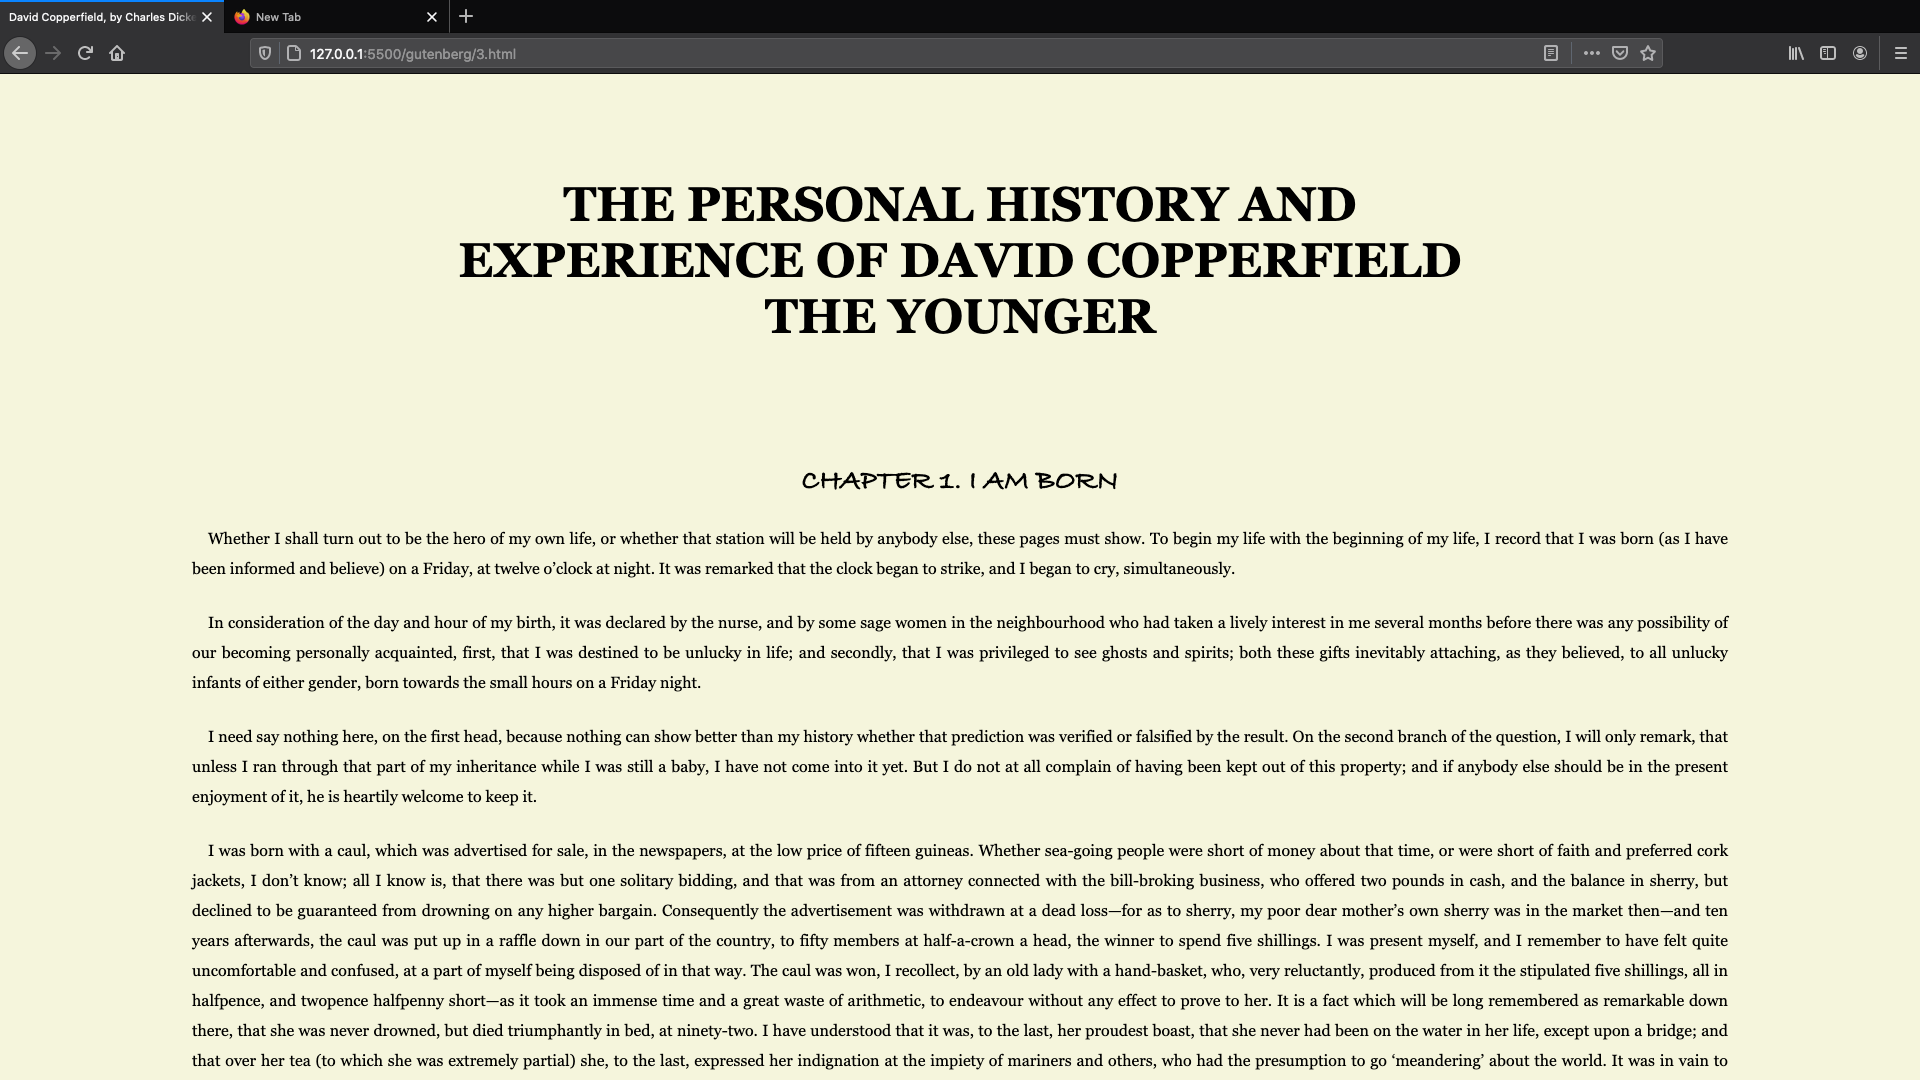 David Copperfield, by Charles Dicke
New Tab
127.0.0.1:5500/gutenberg/3.html
THE PERSONAL HISTORY AND
EXPERIENCE OF DAVID COPPERFIELD
THE YOUNGER
CHAPTER 1. I AM BORN
Whether I shall turn out to be the hero of my own life, or whether that station will be held by anybody else, these pages must show. To begin my life with the beginning of my life, I record that I was born (as I have
been informed and believe) on a Friday, at twelve o’clock at night. It was remarked that the clock began to strike, and I began to cry, simultaneously.
In consideration of the day and hour of my birth, it was declared by the nurse, and by some sage women in the neighbourhood who had taken a lively interest in me several months before there was any possibility of
our becoming personally acquainted, first, that I was destined to be unlucky in life; and secondly, that I was privileged to see ghosts and spirits; both these gifts inevitably attaching, as they believed, to all unlucky
infants of either gender, born towards the small hours on a Friday night.
I need say nothing here, on the first head, because nothing can show better than my history whether that prediction was verified or falsified by the result. On the second branch of the question, I will only remark, that
unless I ran through that part of my inheritance while I was still a baby, I have not come into it yet. But I do not at all complain of having been kept out of this property; and if anybody else should be in the present
enjoyment of it, he is heartily welcome to keep it.
I was born with a caul, which was advertised for sale, in the newspapers, at the low price of fifteen guineas. Whether sea-going people were short of money about that time, or were short of faith and preferred cork
jackets, I don’t know; all I know is, that there was but one solitary bidding, and that was from an attorney connected with the bill-broking business, who offered two pounds in cash, and the balance in sherry, but
declined to be guaranteed from drowning on any higher bargain. Consequently the advertisement was withdrawn at a dead loss—for as to sherry, my poor dear mother’s own sherry was in the market then—and ten
years afterwards, the caul was put up in a raffle down in our part of the country, to fifty members at half-a-crown a head, the winner to spend five shillings. I was present myself, and I remember to have felt quite
uncomfortable and confused, at a part of myself being disposed of in that way. The caul was won, I recollect, by an old lady with a hand-basket, who, very reluctantly, produced from it the stipulated five shillings, all in
halfpence, and twopence halfpenny short—as it took an immense time and a great waste of arithmetic, to endeavour without any effect to prove to her. It is a fact which will be long remembered as remarkable down
there, that she was never drowned, but died triumphantly in bed, at ninety-two. I have understood that it was, to the last, her proudest boast, that she never had been on the water in her life, except upon a bridge; and
that over her tea (to which she was extremely partial) she, to the last, expressed her indignation at the impiety of mariners and others, who had the presumption to go ‘meandering’ about the world. It was in vain to